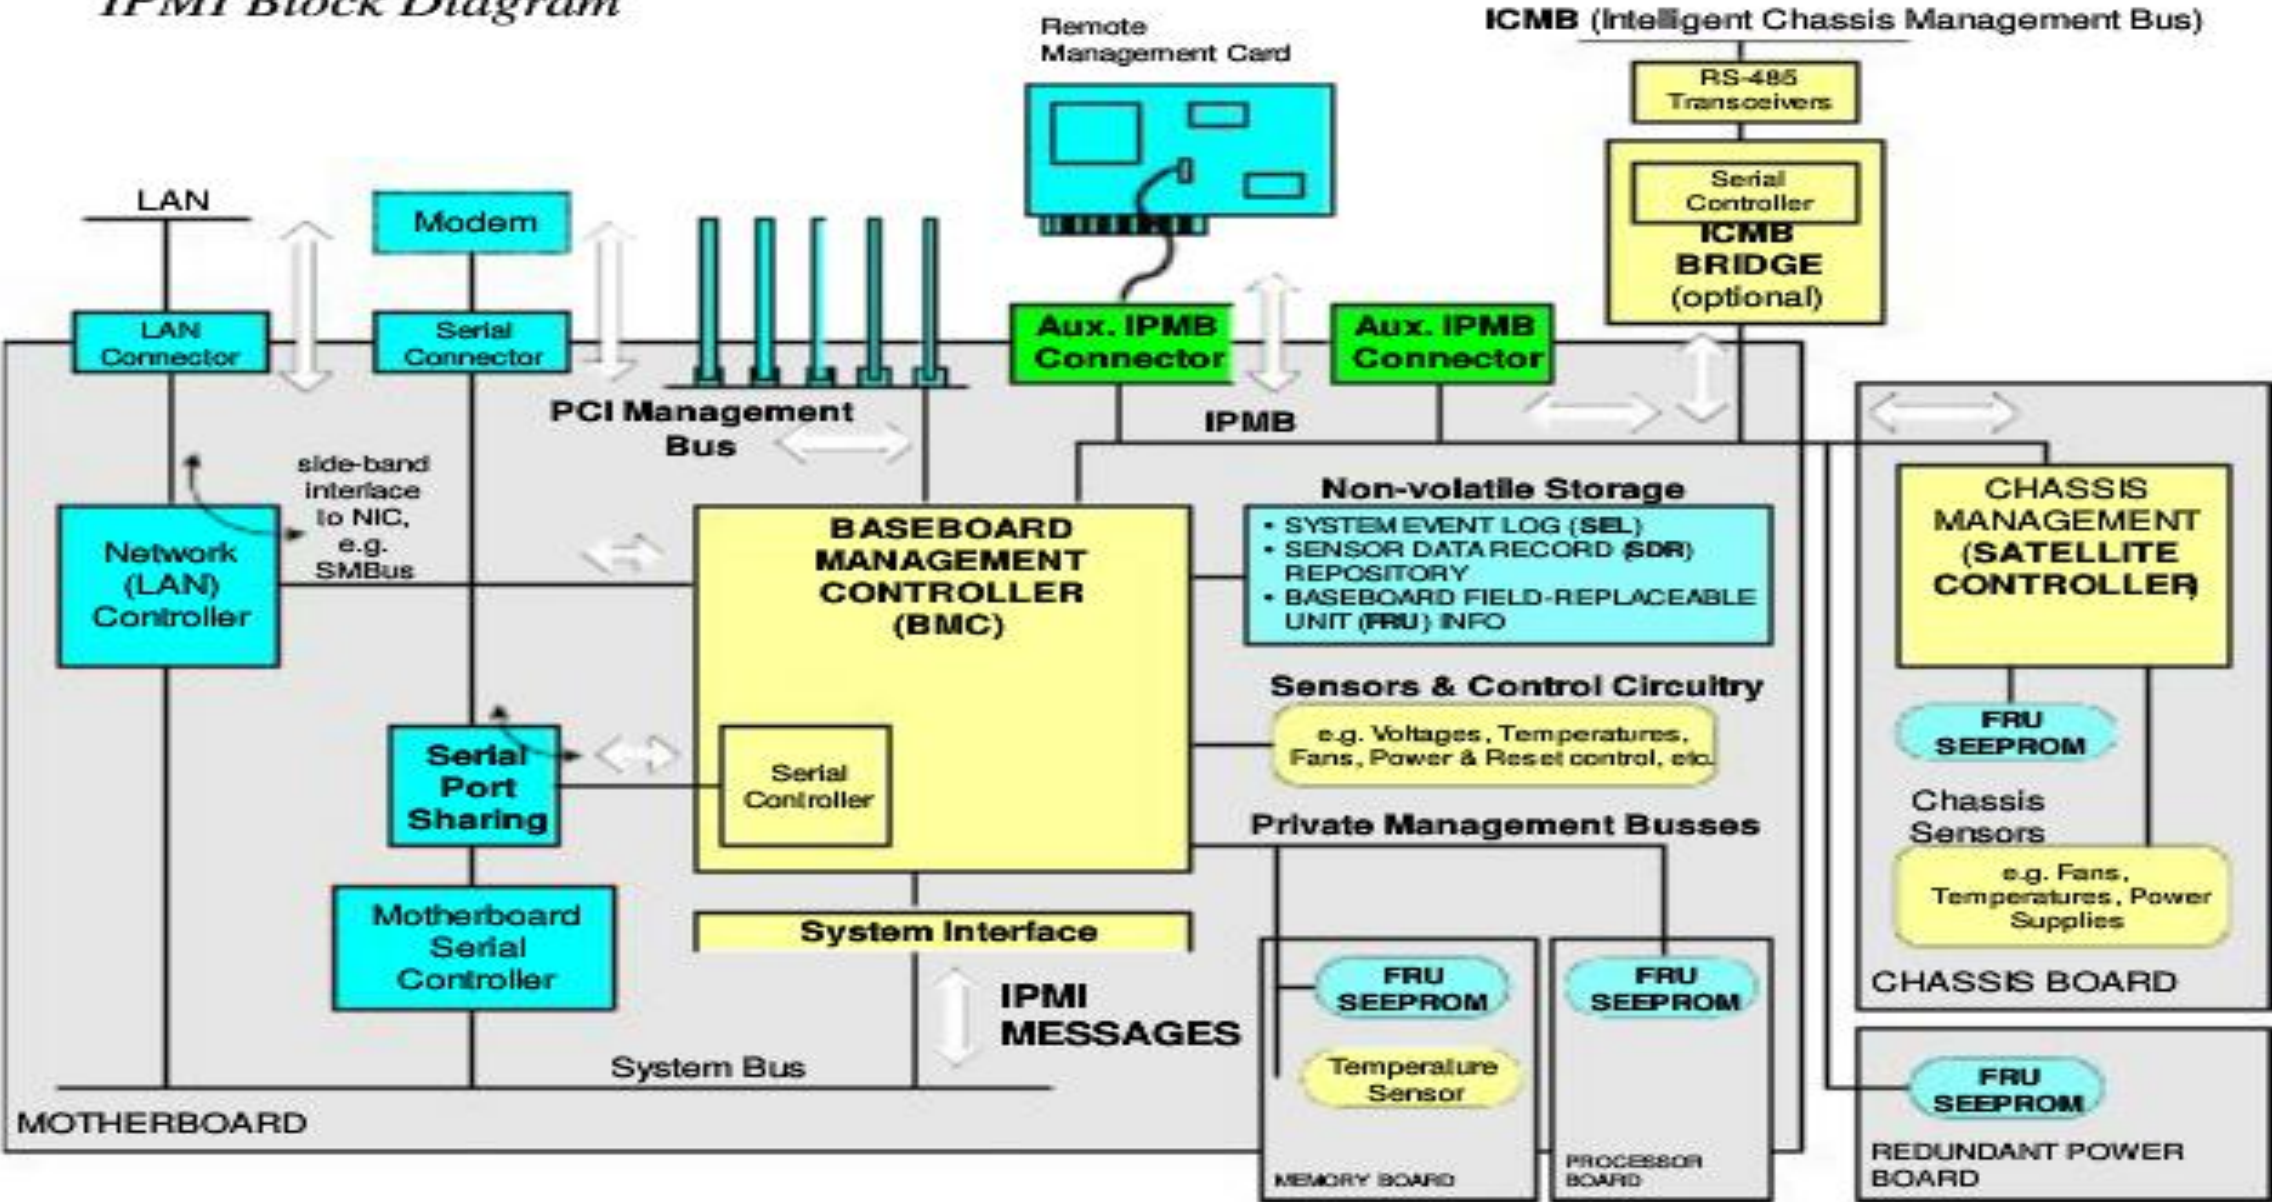 IPMI Block Diagram
Remote
Management Card
ICMB (Intelligent Chassis Management Bus)
RS-485
Transceivers
Serial
Controller
ICMB
BRIDGE
(optional)
LAN
Modem
LAN
Connector
Serial
Connector
Aux. IPMB
Connector
Aux. IPMB
Connector
PCI Management
Bus
IPMB
side-band
interface
to NIC,
e.g.
SMBus
Network
(LAN)
Controller
BASEBOARD
MANAGEMENT
CONTROLLER
(BMC)
Non-volatile Storage
• SYSTEM EVENT LOG (SEL)
• SENSOR DATA RECORD (SDR)
REPOSITORY
• BASEBOARD FIELD-REPLACEABLE
UNIT (FRU) INFO
CHASSIS
MANAGEMENT
(SATELLITE
CONTROLLER)
Sensors & Control Circuitry
e.g. Voltages, Temperatures,
Fans, Power & Reset control, etc.
FRU
SEEPROM
Serial
Port
Sharing
Serial
Controller
Private Management Busses
Chassis
Sensors
e.g. Fans,
Temperatures, Power
Supplies
Motherboard
Serial
Controller
System Interface
FRU
SEEPROM
FRU
SEEPROM
CHASSIS BOARD
IPMI
MESSAGES
System Bus
Temperature
Sensor
FRU
SEEPROM
MOTHERBOARD
MEMORY BOARD
PROCESSOR
BOARD
REDUNDANT POWER
BOARD